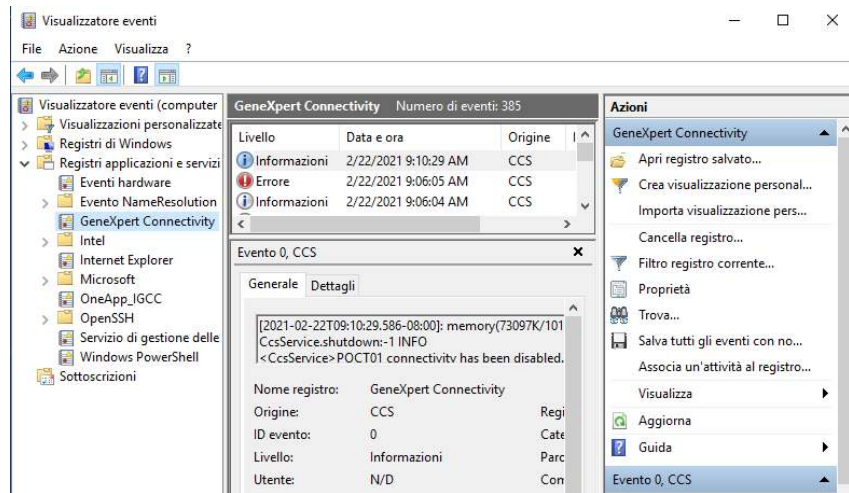 Visualizzatore eventi
File Azione Visualizza ?
Visualizzatore eventi (computer
Visualizzazioni personalizzate
Registri di Windows
Registri applicazioni e servizi
Eventi hardware
Evento NameResolution
GeneXpert Connectivity
Intel
Internet Explorer
Microsoft
OneApp_IGCC
OpenSSH
Servizio di gestione delle
Windows PowerShell
Sottoscrizioni
GeneXpert Connectivity Numero di eventi: 385
Livello Data e ora Origine
Informazioni 2/22/2021 9:10:29 AM CCS
Errore 2/22/2021 9:06:05 AM CCS
Informazioni 2/22/2021 9:06:04 AM CCS
Evento 0, CCS
Generale Dettagli
[2021-02-22T09:10:29.586-08:00]: memory(73097K/101
CcsService.shutdown:-1 INFO
<CcsService>POCT01 connectivity has been disabled.
Nome registro: GeneXpert Connectivity
Origine: CCS Regi
ID evento: 0 Cate
Livello: Informazioni Parc
Utente: N/D Con
Azioni
GeneXpert Connectivity
Apri registro salvato...
Crea visualizzazione personal...
Importa visualizzazione pers...
Cancella registro...
Filtro registro corrente...
Proprietà
Trova...
Salva tutti gli eventi con no...
Associa un'attività al registro...
Visualizza
Aggiorna
Guida
Evento 0, CCS